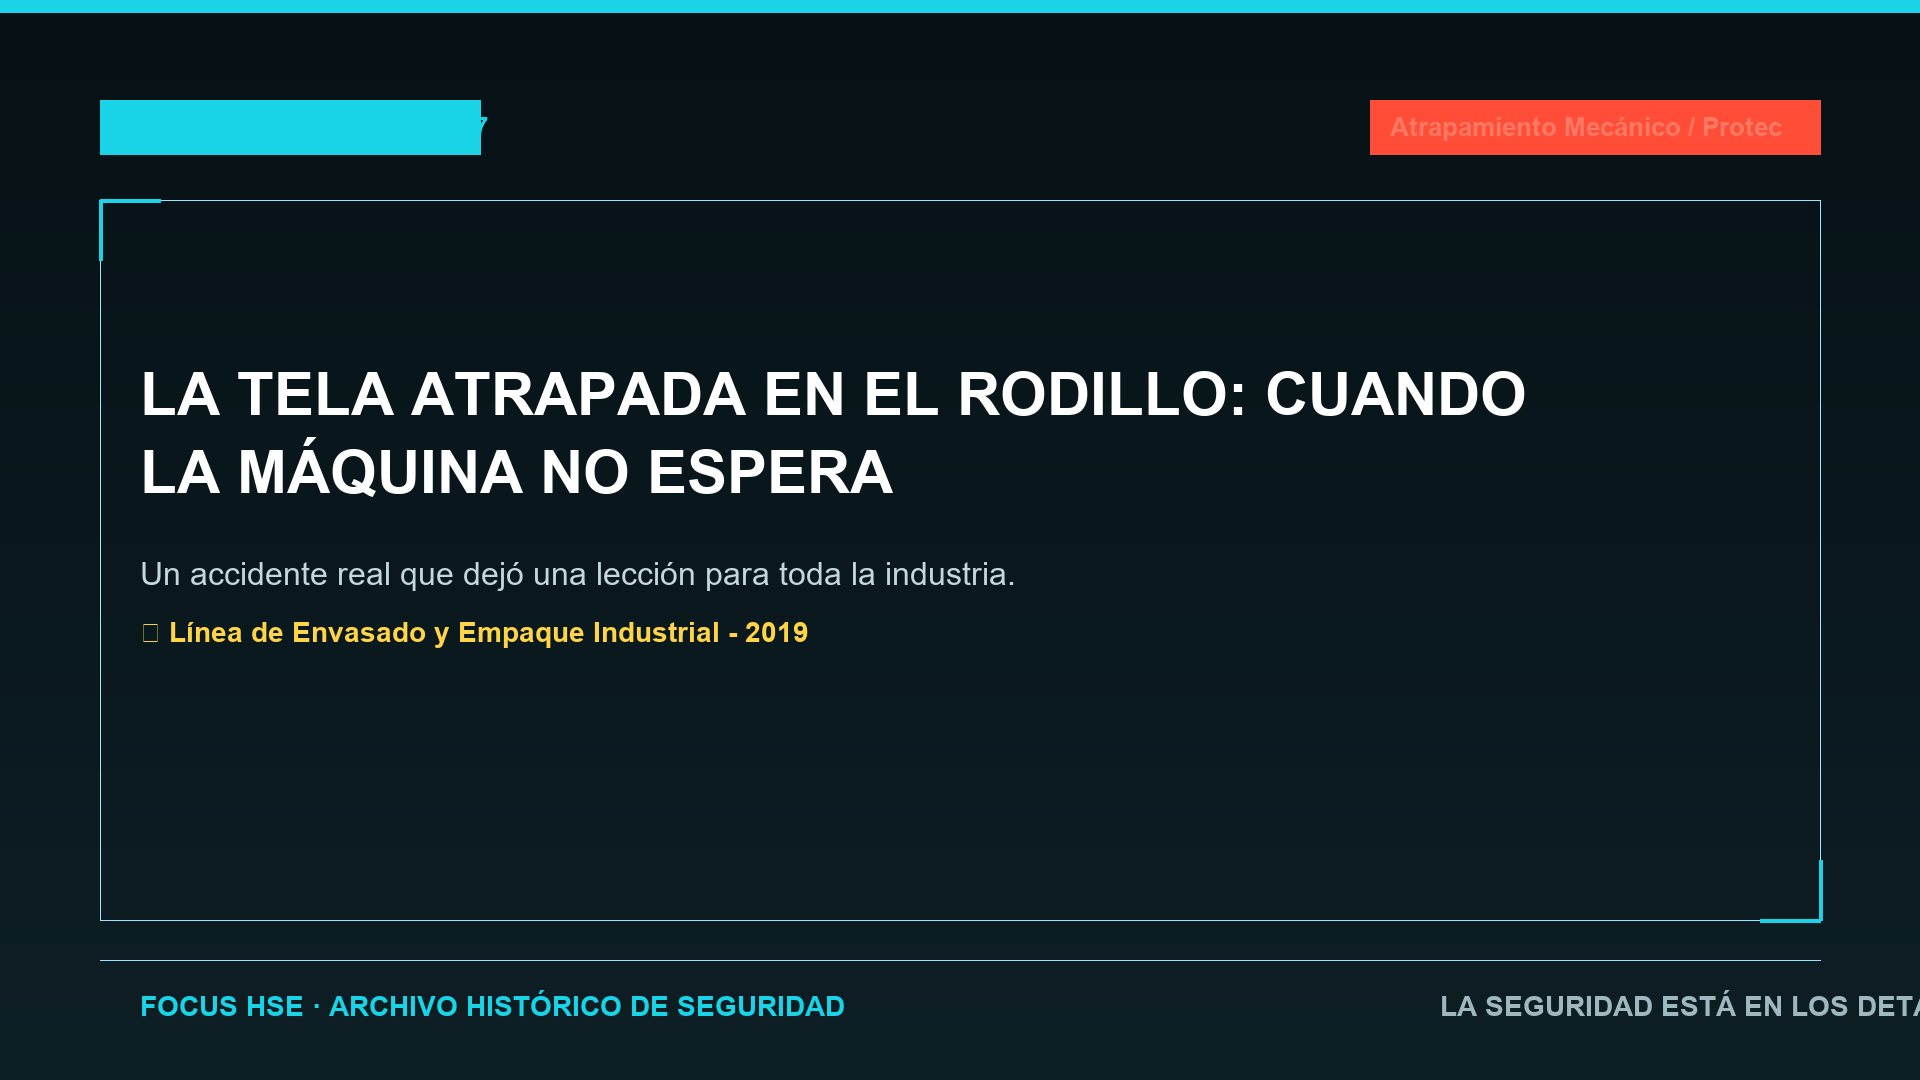 7
Atrapamiento Mecánico / Protec
LA TELA ATRAPADA EN EL RODILLO: CUANDO
LA MÁQUINA NO ESPERA
Un accidente real que dejó una lección para toda la industria.
Línea de Envasado y Empaque Industrial - 2019
FOCUS HSE · ARCHIVO HISTÓRICO DE SEGURIDAD
LA SEGURIDAD ESTÁ EN LOS DETA